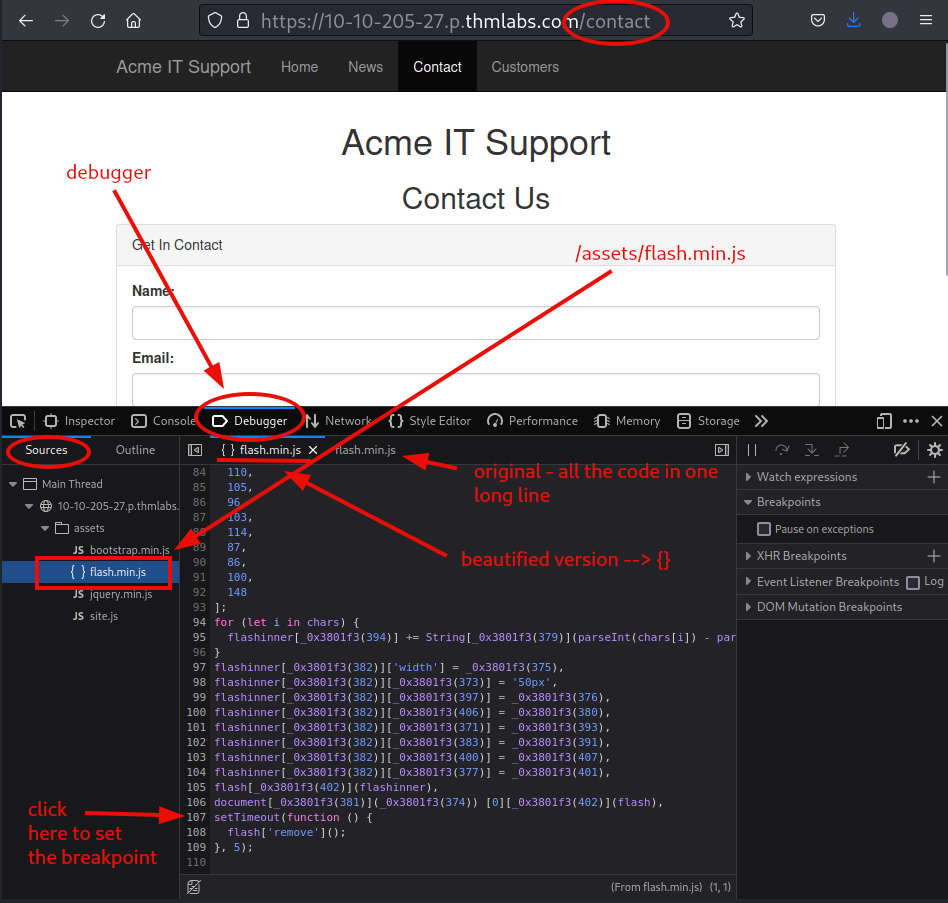 https://10-10-205-27.p.thmlabs.com/contact
Acme IT Support Home News Contact Customers
Acme IT Support
debugger
Contact Us
Get In Contact
/assets/flash.min.js
Name:
Email:
Inspector Console Debugger Network Style Editor Performance Memory Storage
Sources Outline { } flash.min.js flash.min.js
original - all the code in one
long line
Main Thread
10-10-205-27.p.thmlabs.
assets
JS bootstrap.min.js
{ } flash.min.js
JS jquery.min.js
JS site.js
beautified version --> {}
84 110,
85 105,
86 96,
87 103,
88 114,
89 87,
90 86,
91 100,
92 148
93 ];
94 for (let i in chars) {
95 flashinner[_0x3801f3(394)] += String[_0x3801f3(379)](parseInt(chars[i]) - par
96 }
97 flashinner[_0x3801f3(382)]['width'] = _0x3801f3(375),
98 flashinner[_0x3801f3(382)][_0x3801f3(373)] = '50px',
99 flashinner[_0x3801f3(382)][_0x3801f3(397)] = _0x3801f3(376),
100 flashinner[_0x3801f3(382)][_0x3801f3(406)] = _0x3801f3(380),
101 flashinner[_0x3801f3(382)][_0x3801f3(371)] = _0x3801f3(393),
102 flashinner[_0x3801f3(382)][_0x3801f3(383)] = _0x3801f3(391),
103 flashinner[_0x3801f3(382)][_0x3801f3(400)] = _0x3801f3(407),
104 flashinner[_0x3801f3(382)][_0x3801f3(377)] = _0x3801f3(401),
105 flash[_0x3801f3(402)](flashinner),
106 document[_0x3801f3(381)](_0x3801f3(374)) [0][_0x3801f3(402)](flash),
107 setTimeout(function () {
108 flash['remove']();
109 }, 5);
110
click
here to set
the breakpoint
Watch expressions
Breakpoints
Pause on exceptions
XHR Breakpoints
Event Listener Breakpoints Log
DOM Mutation Breakpoints
(From flash.min.js) (1, 1)